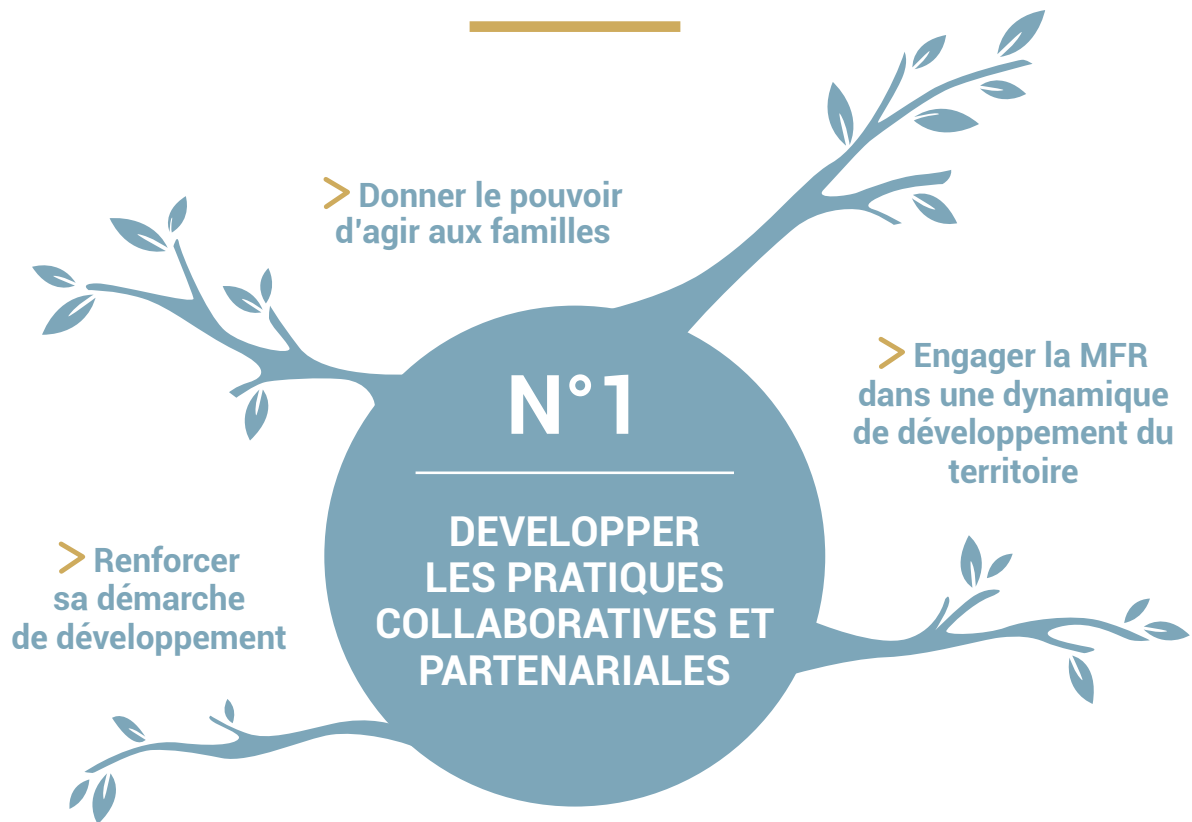 > Donner le pouvoir
d'agir aux familles
> Engager la MFR
dans une dynamique
de développement du
territoire
N°1
DEVELOPPER
LES PRATIQUES
COLLABORATIVES ET
PARTENARIALES
> Renforcer
sa démarche
de développement